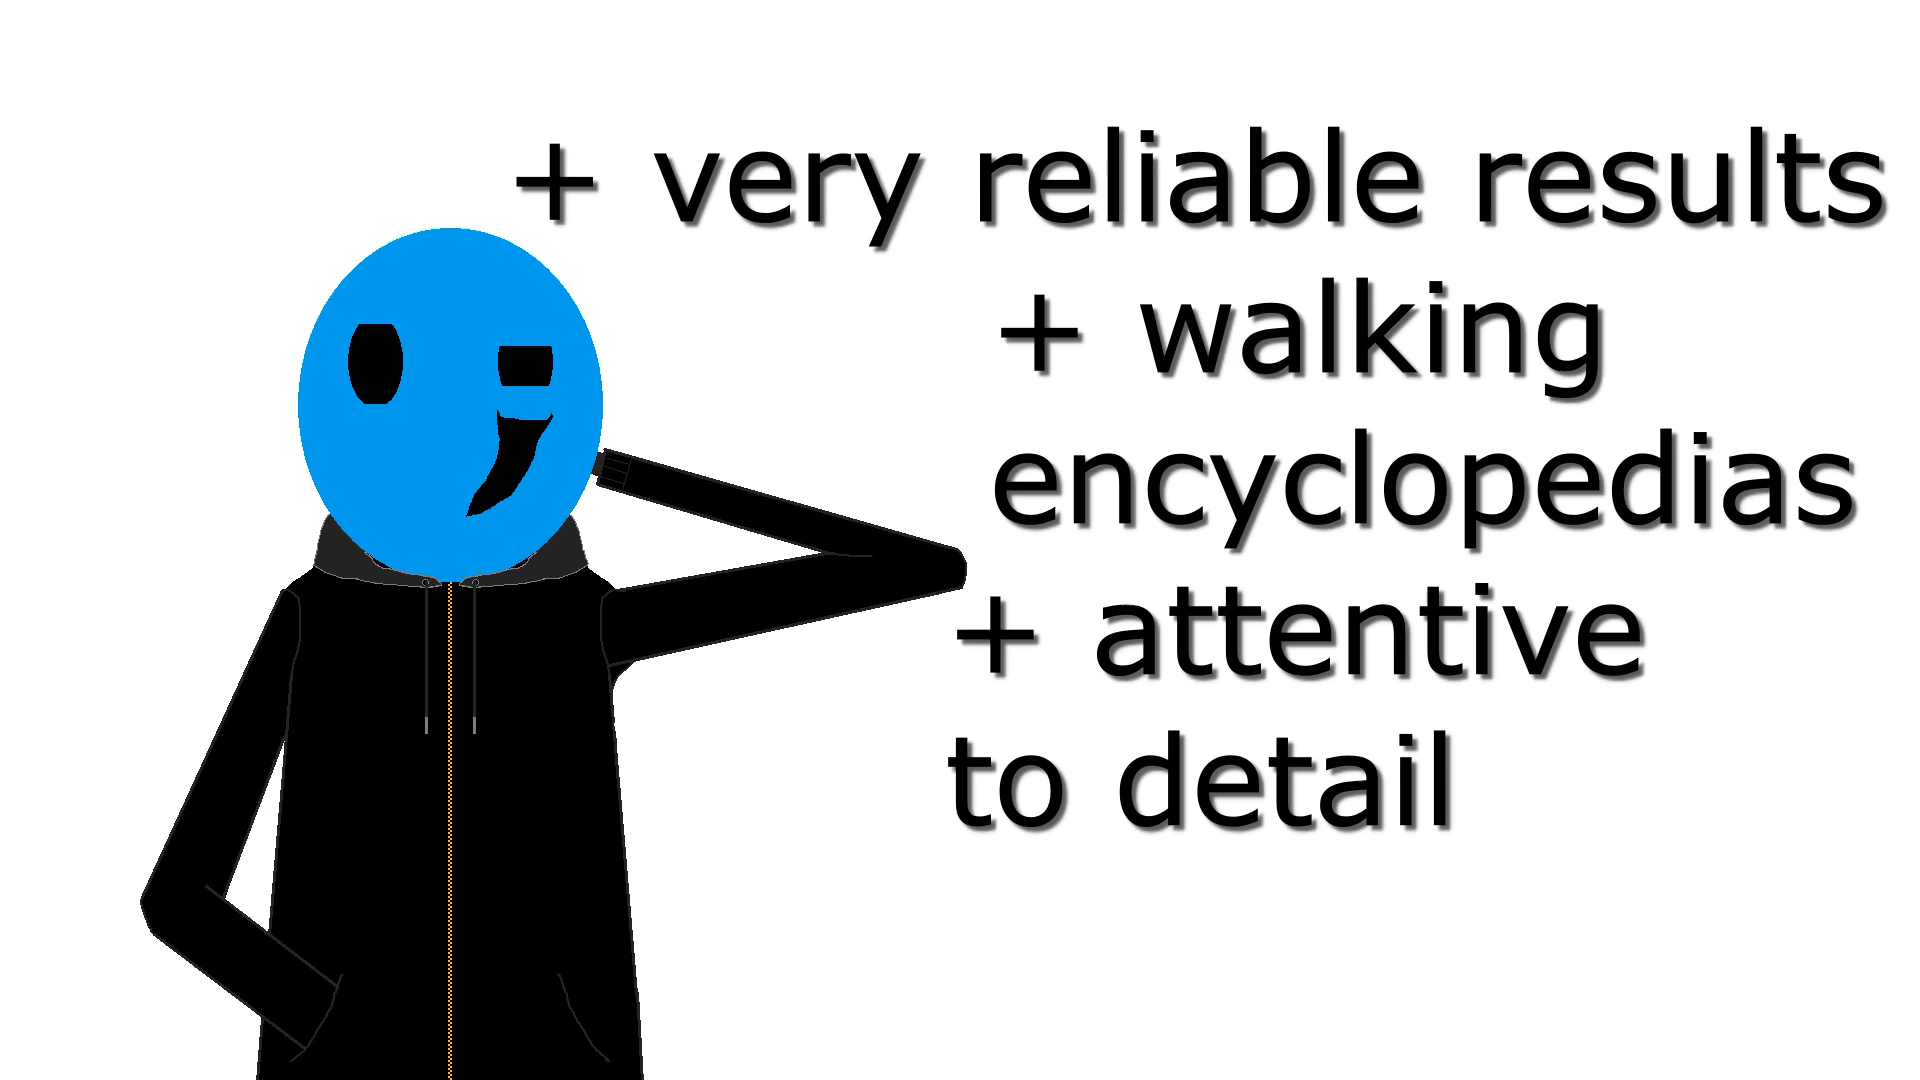 + very reliable results
+ walking
encyclopedias
+ attentive
to detail